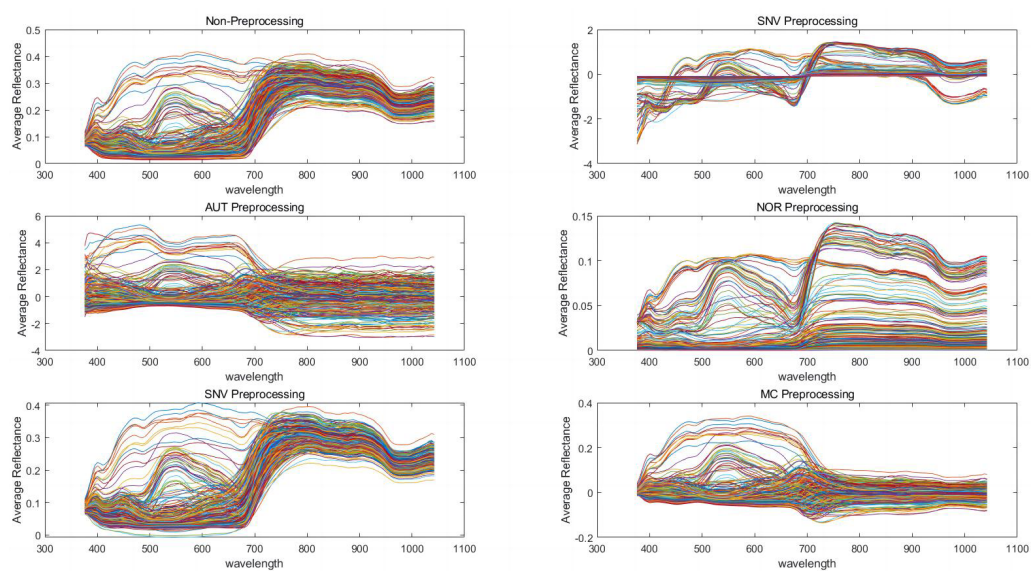 Non-Preprocessing
Average Reflectance
0.5
0.4
0.3
0.2
0.1
0
300 400 500 600 700 800 900 1000 1100
wavelength
SNV Preprocessing
Average Reflectance
2
0
-2
-4
300 400 500 600 700 800 900 1000 1100
wavelength
AUT Preprocessing
Average Reflectance
6
4
2
0
-2
-4
300 400 500 600 700 800 900 1000 1100
wavelength
NOR Preprocessing
Average Reflectance
0.15
0.1
0.05
0
300 400 500 600 700 800 900 1000 1100
wavelength
SNV Preprocessing
Average Reflectance
0.4
0.3
0.2
0.1
0
300 400 500 600 700 800 900 1000 1100
wavelength
MC Preprocessing
Average Reflectance
0.4
0.2
0
-0.2
300 400 500 600 700 800 900 1000 1100
wavelength